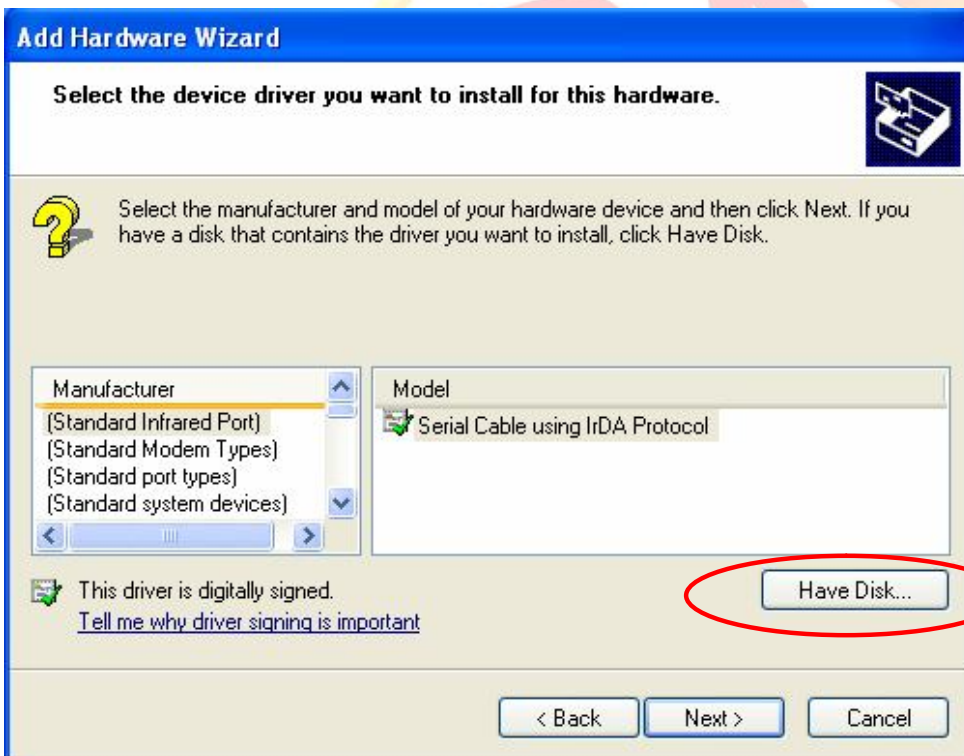 Add Hardware Wizard
Select the device driver you want to install for this hardware.
Select the manufacturer and model of your hardware device and then click Next. If you
have a disk that contains the driver you want to install, click Have Disk.
Manufacturer
(Standard Infrared Port)
(Standard Modem Types)
(Standard port types)
(Standard system devices)
Model
Serial Cable using IrDA Protocol
This driver is digitally signed.
Tell me why driver signing is important
Have Disk...
< Back
Next >
Cancel